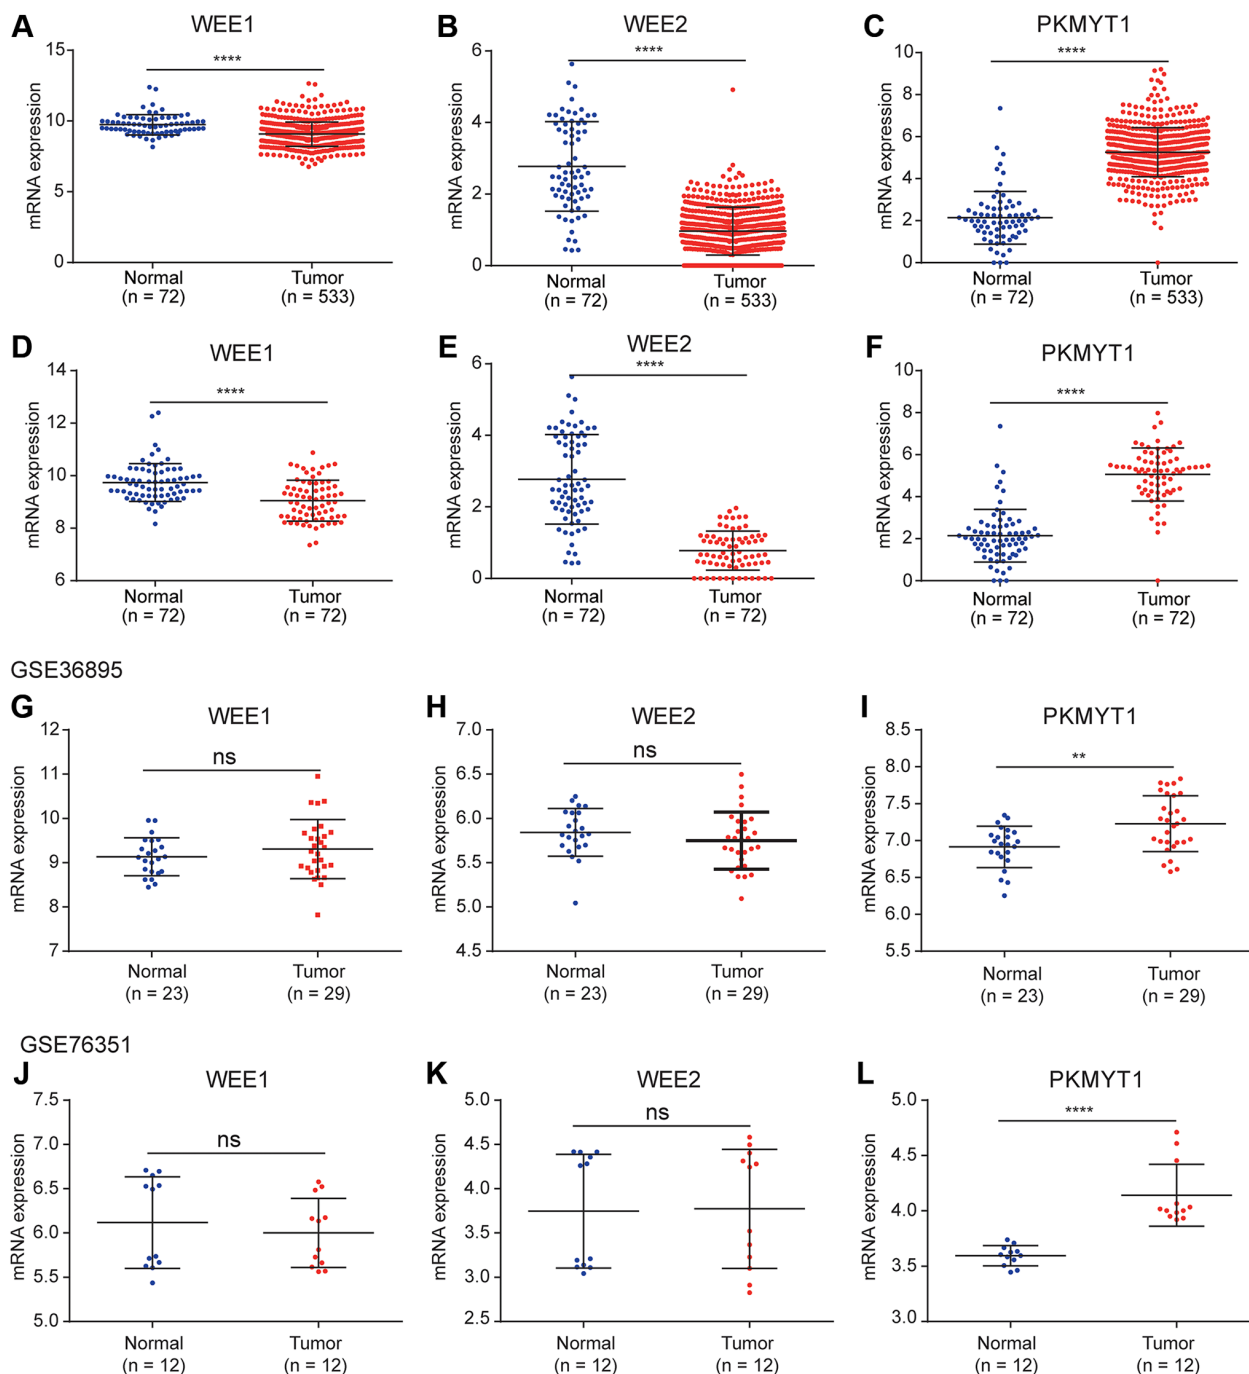 A
WEE1
****
mRNA expression
15
10
5
0
Normal
(n = 72)
Tumor
(n = 533)
B
WEE2
****
mRNA expression
6
4
2
0
Normal
(n = 72)
Tumor
(n = 533)
C
PKMYT1
****
mRNA expression
10
8
6
4
2
0
Normal
(n = 72)
Tumor
(n = 533)
D
WEE1
****
mRNA expression
14
12
10
8
6
Normal
(n = 72)
Tumor
(n = 72)
E
WEE2
****
mRNA expression
6
4
2
0
Normal
(n = 72)
Tumor
(n = 72)
F
PKMYT1
****
mRNA expression
10
8
6
4
2
0
Normal
(n = 72)
Tumor
(n = 72)
GSE36895
G
WEE1
ns
mRNA expression
12
11
10
9
8
7
Normal
(n = 23)
Tumor
(n = 29)
H
WEE2
ns
mRNA expression
7.0
6.5
6.0
5.5
5.0
4.5
Normal
(n = 23)
Tumor
(n = 29)
I
PKMYT1
**
mRNA expression
8.5
8.0
7.5
7.0
6.5
6.0
5.5
Normal
(n = 23)
Tumor
(n = 29)
GSE76351
J
WEE1
ns
mRNA expression
7.5
7.0
6.5
6.0
5.5
5.0
Normal
(n = 12)
Tumor
(n = 12)
K
WEE2
ns
mRNA expression
5.0
4.5
4.0
3.5
3.0
2.5
Normal
(n = 12)
Tumor
(n = 12)
L
PKMYT1
****
mRNA expression
5.0
4.5
4.0
3.5
3.0
Normal
(n = 12)
Tumor
(n = 12)